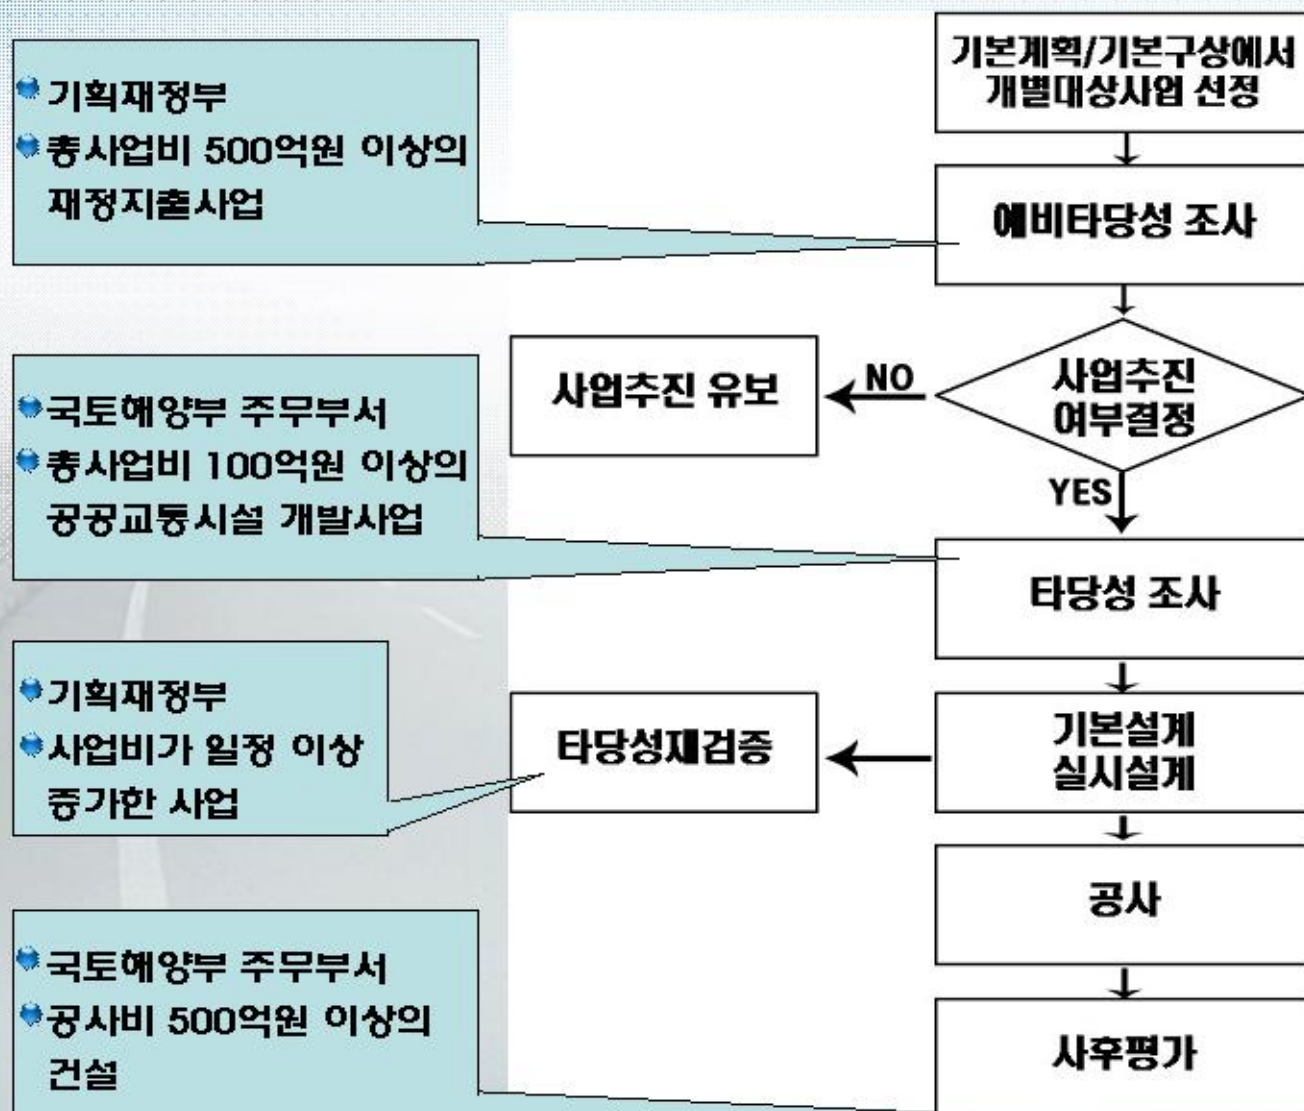 기획재정부
총사업비 500억원 이상의
재정지출사업
국토해양부 주무부서
총사업비 100억원 이상의
공공교통시설 개발사업
기획재정부
사업비가 일정 이상
증가한 사업
국토해양부 주무부서
공사비 500억원 이상의
건설
기본계획/기본구상에서
개별대상사업 선정
예비타당성 조사
사업추진 유보
NO
사업추진
여부결정
YES
타당성 조사
타당성재검증
기본설계
실시설계
공사
사후평가